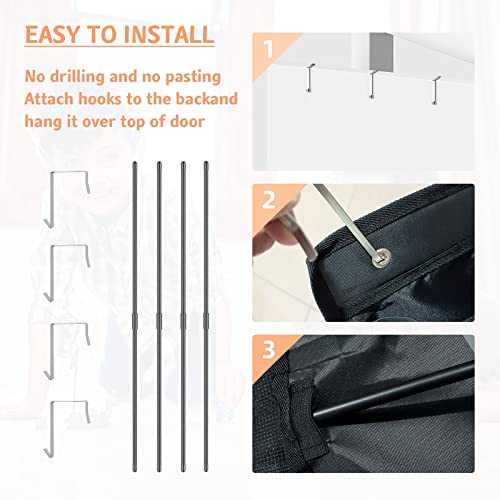 EASY TO INSTALL
No drilling and no pasting
Attach hooks to the backand
hang it over top of door
1
2
3